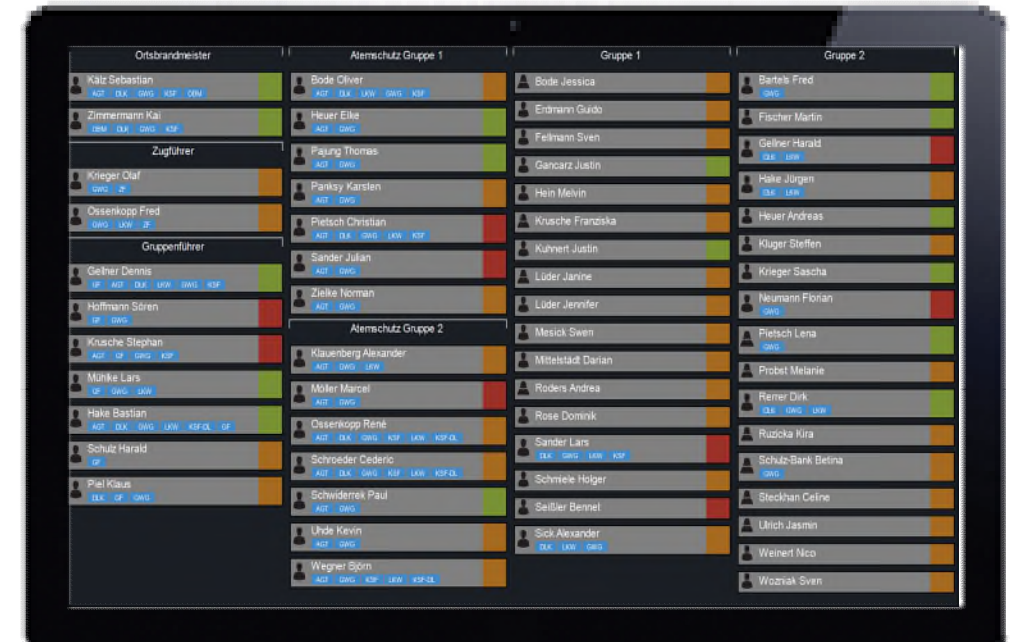 Ortsbrandmeister
Kalz Sebastian
AGT DLK GWG KSF OBM
Zimmermann Kai
OBM DLK GWG KSF
Zugführer
Krieger Olaf
GWG ZF
Ossenkopp Fred
GWG LKW ZF
Gruppenführer
Gellner Dennis
GF AGT DLK LKW GWG KSF
Hoffmann Sören
GF GWG
Krusche Stephan
AGT GF GWG KSF
Mühlke Lars
GF GWG LKW
Hake Bastian
AGT DLK GWG LKW KSF-DL GF
Schulz Harald
GF
Piel Klaus
DLK GF GWG
Atemschutz Gruppe 1
Bode Oliver
AGT DLK LKW GWG KSF
Heuer Elke
AGT GWG
Pajung Thomas
AGT GWG
Panksy Karsten
AGT GWG
Pietsch Christian
AGT DLK GWG LKW KSF
Sander Julian
AGT GWG
Zielke Norman
AGT GWG
Atemschutz Gruppe 2
Klauenberg Alexander
AGT GWG LKW
Möller Marcel
AGT GWG
Ossenkopp René
AGT DLK GWG KSF LKW KSF-DL
Schroeder Cederic
AGT DLK GWG KSF LKW KSF-DL
Schwiderrek Paul
AGT GWG
Uhde Kevin
AGT GWG
Wegner Björn
AGT GWG KSF LKW KSF-DL
Gruppe 1
Bode Jessica
Erdmann Guido
Fellmann Sven
Gancarz Justin
Hein Melvin
Krusche Franziska
Kuhnert Justin
Lüder Janine
Lüder Jennifer
Mesick Swen
Mittelstädt Darian
Roders Andrea
Rose Dominik
Sander Lars
DLK GWG LKW KSF
Schmiele Holger
Seißler Bennet
Sick Alexander
DLK LKW GWG
Gruppe 2
Bartels Fred
GWG
Fischer Martin
Gellner Harald
DLK LKW
Hake Jürgen
DLK LKW
Heuer Andreas
Kluger Steffen
Krieger Sascha
Neumann Florian
GWG
Pietsch Lena
GWG
Probst Melanie
Remer Dirk
DLK GWG LKW
Ruzicka Kira
Schulz-Bank Betina
GWG
Steckhan Celine
Ulrich Jasmin
Weinert Nico
Wozniak Sven